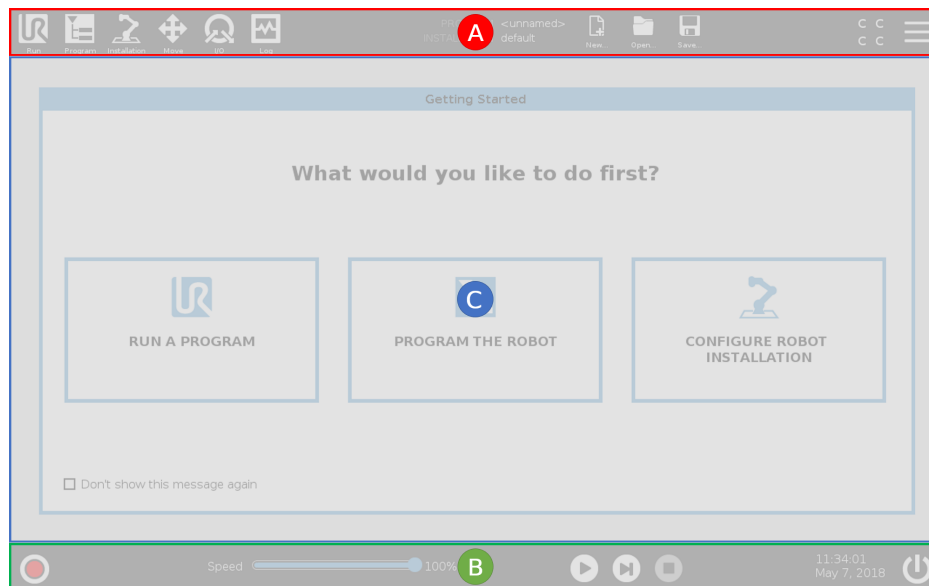 PR
<unnamed>
INSTAL
default
A
C C
C C
Run
Program
Installation
Move
I/O
Log
New...
Open...
Save...
Getting Started
What would you like to do first?
C
RUN A PROGRAM
PROGRAM THE ROBOT
CONFIGURE ROBOT
INSTALLATION
Don't show this message again
Speed
100%
B
11:34:01
May 7, 2018